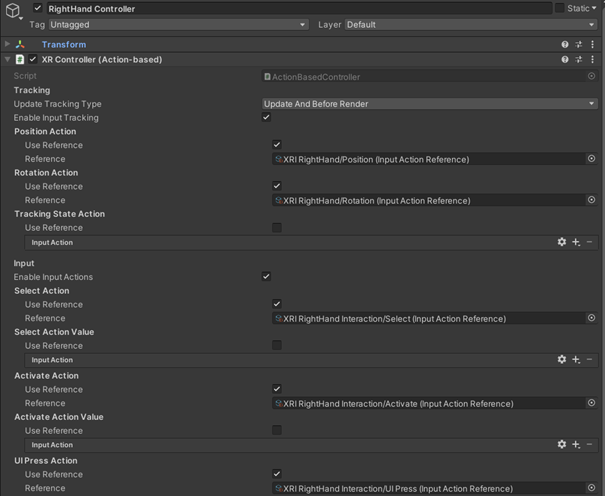 RightHand Controller Static
Tag Untagged Layer Default
Transform
XR Controller (Action-based)
Script ActionBasedController
Tracking
Update Tracking Type Update And Before Render
Enable Input Tracking
Position Action
Use Reference
Reference XRI RightHand/Position (Input Action Reference)
Rotation Action
Use Reference
Reference XRI RightHand/Rotation (Input Action Reference)
Tracking State Action
Use Reference
Input Action
Input
Enable Input Actions
Select Action
Use Reference
Reference XRI RightHand Interaction/Select (Input Action Reference)
Select Action Value
Use Reference
Input Action
Activate Action
Use Reference
Reference XRI RightHand Interaction/Activate (Input Action Reference)
Activate Action Value
Use Reference
Input Action
UI Press Action
Use Reference
Reference XRI RightHand Interaction/UI Press (Input Action Reference)